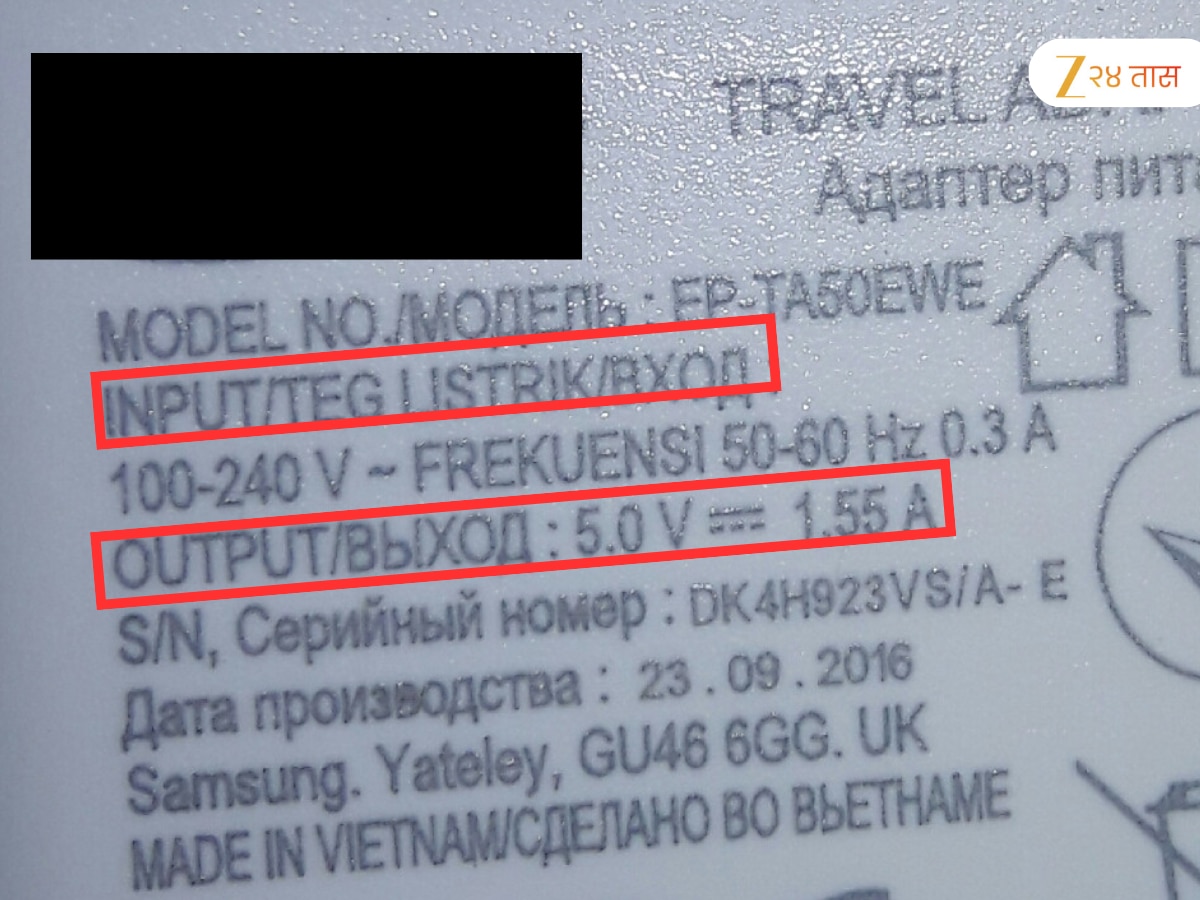 Z २४ तास
TRAVEL
Адаптер
MODEL NO./МОДЕЛЬ : EP-TA50EWE
INPUT/TEG LISTRIK/ВХОД
100-240 V ~ FREKUENSI 50-60 Hz 0.3 A
OUTPUT/ВЫХОД : 5.0 V ⎓ 1.55 A
S/N, Серийный номер : DK4H923VS/A- E
Дата производства : 23 . 09 . 2016
Samsung. Yateley, GU46 6GG. UK
MADE IN VIETNAM/СДЕЛАНО ВО ВЬЕТНАМЕ